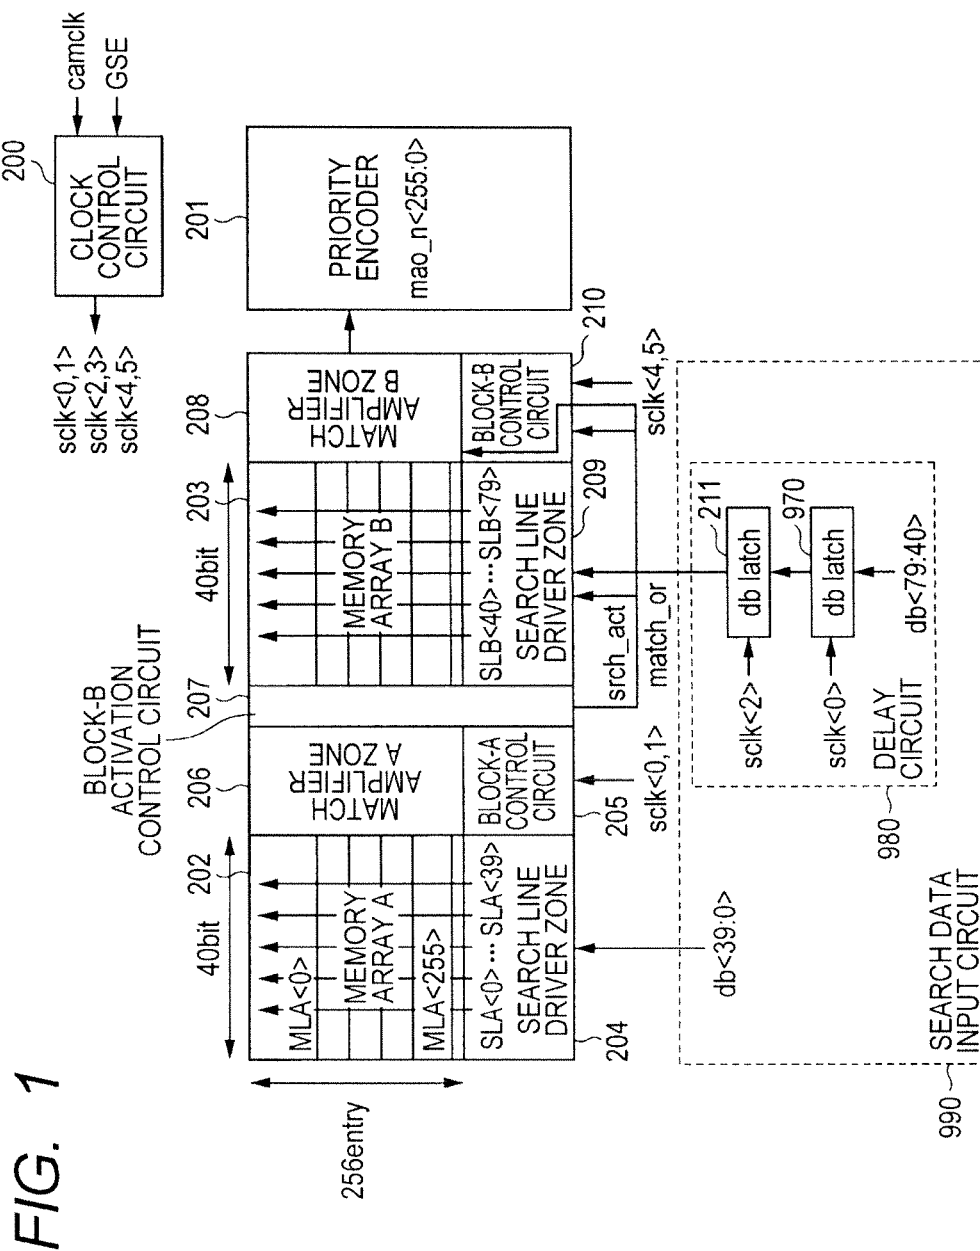 FIG. 1
200
CLOCK
CONTROL
CIRCUIT
camclk
GSE
sclk<0,1>
sclk<2,3>
sclk<4,5>
BLOCK-B
ACTIVATION
CONTROL CIRCUIT
40bit
202
206
207
40bit
203
208
201
256entry
MLA<0>
MEMORY
ARRAY A
MLA<255>
MATCH
AMPLIFIER
A ZONE
MEMORY
ARRAY B
MATCH
AMPLIFIER
B ZONE
PRIORITY
ENCODER
mao_n<255:0>
SLA<0> ··· SLA<39>
SEARCH LINE
DRIVER ZONE
BLOCK-A
CONTROL
CIRCUIT
SLB<40> ··· SLB<79>
SEARCH LINE
DRIVER ZONE
BLOCK-B
CONTROL
CIRCUIT
204
205
209
210
sclk<0,1>
srch_act
match_or
sclk<4,5>
db<39:0>
sclk<2>
db latch
211
sclk<0>
db latch
970
db<79:40>
DELAY
CIRCUIT
980
SEARCH DATA
INPUT CIRCUIT
990